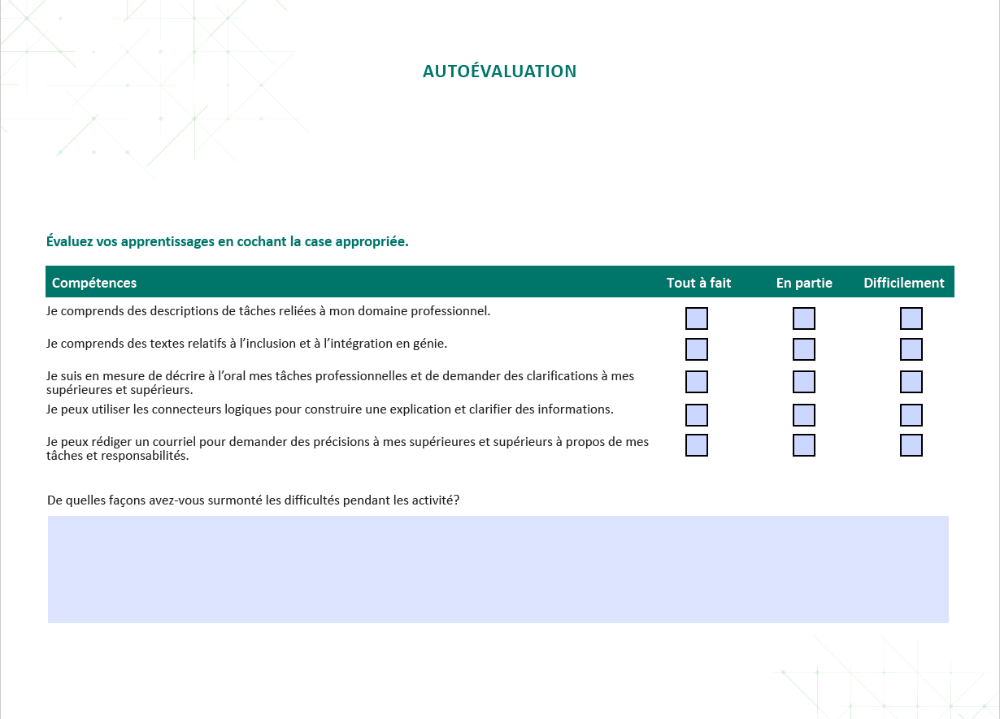 AUTOÉVALUATION
Évaluez vos apprentissages en cochant la case appropriée.
Compétences Tout à fait En partie Difficilement
Je comprends des descriptions de tâches reliées à mon domaine professionnel.
Je comprends des textes relatifs à l’inclusion et à l’intégration en génie.
Je suis en mesure de décrire à l’oral mes tâches professionnelles et de demander des clarifications à mes
supérieures et supérieurs.
Je peux utiliser les connecteurs logiques pour construire une explication et clarifier des informations.
Je peux rédiger un courriel pour demander des précisions à mes supérieures et supérieurs à propos de mes
tâches et responsabilités.
De quelles façons avez-vous surmonté les difficultés pendant les activité?